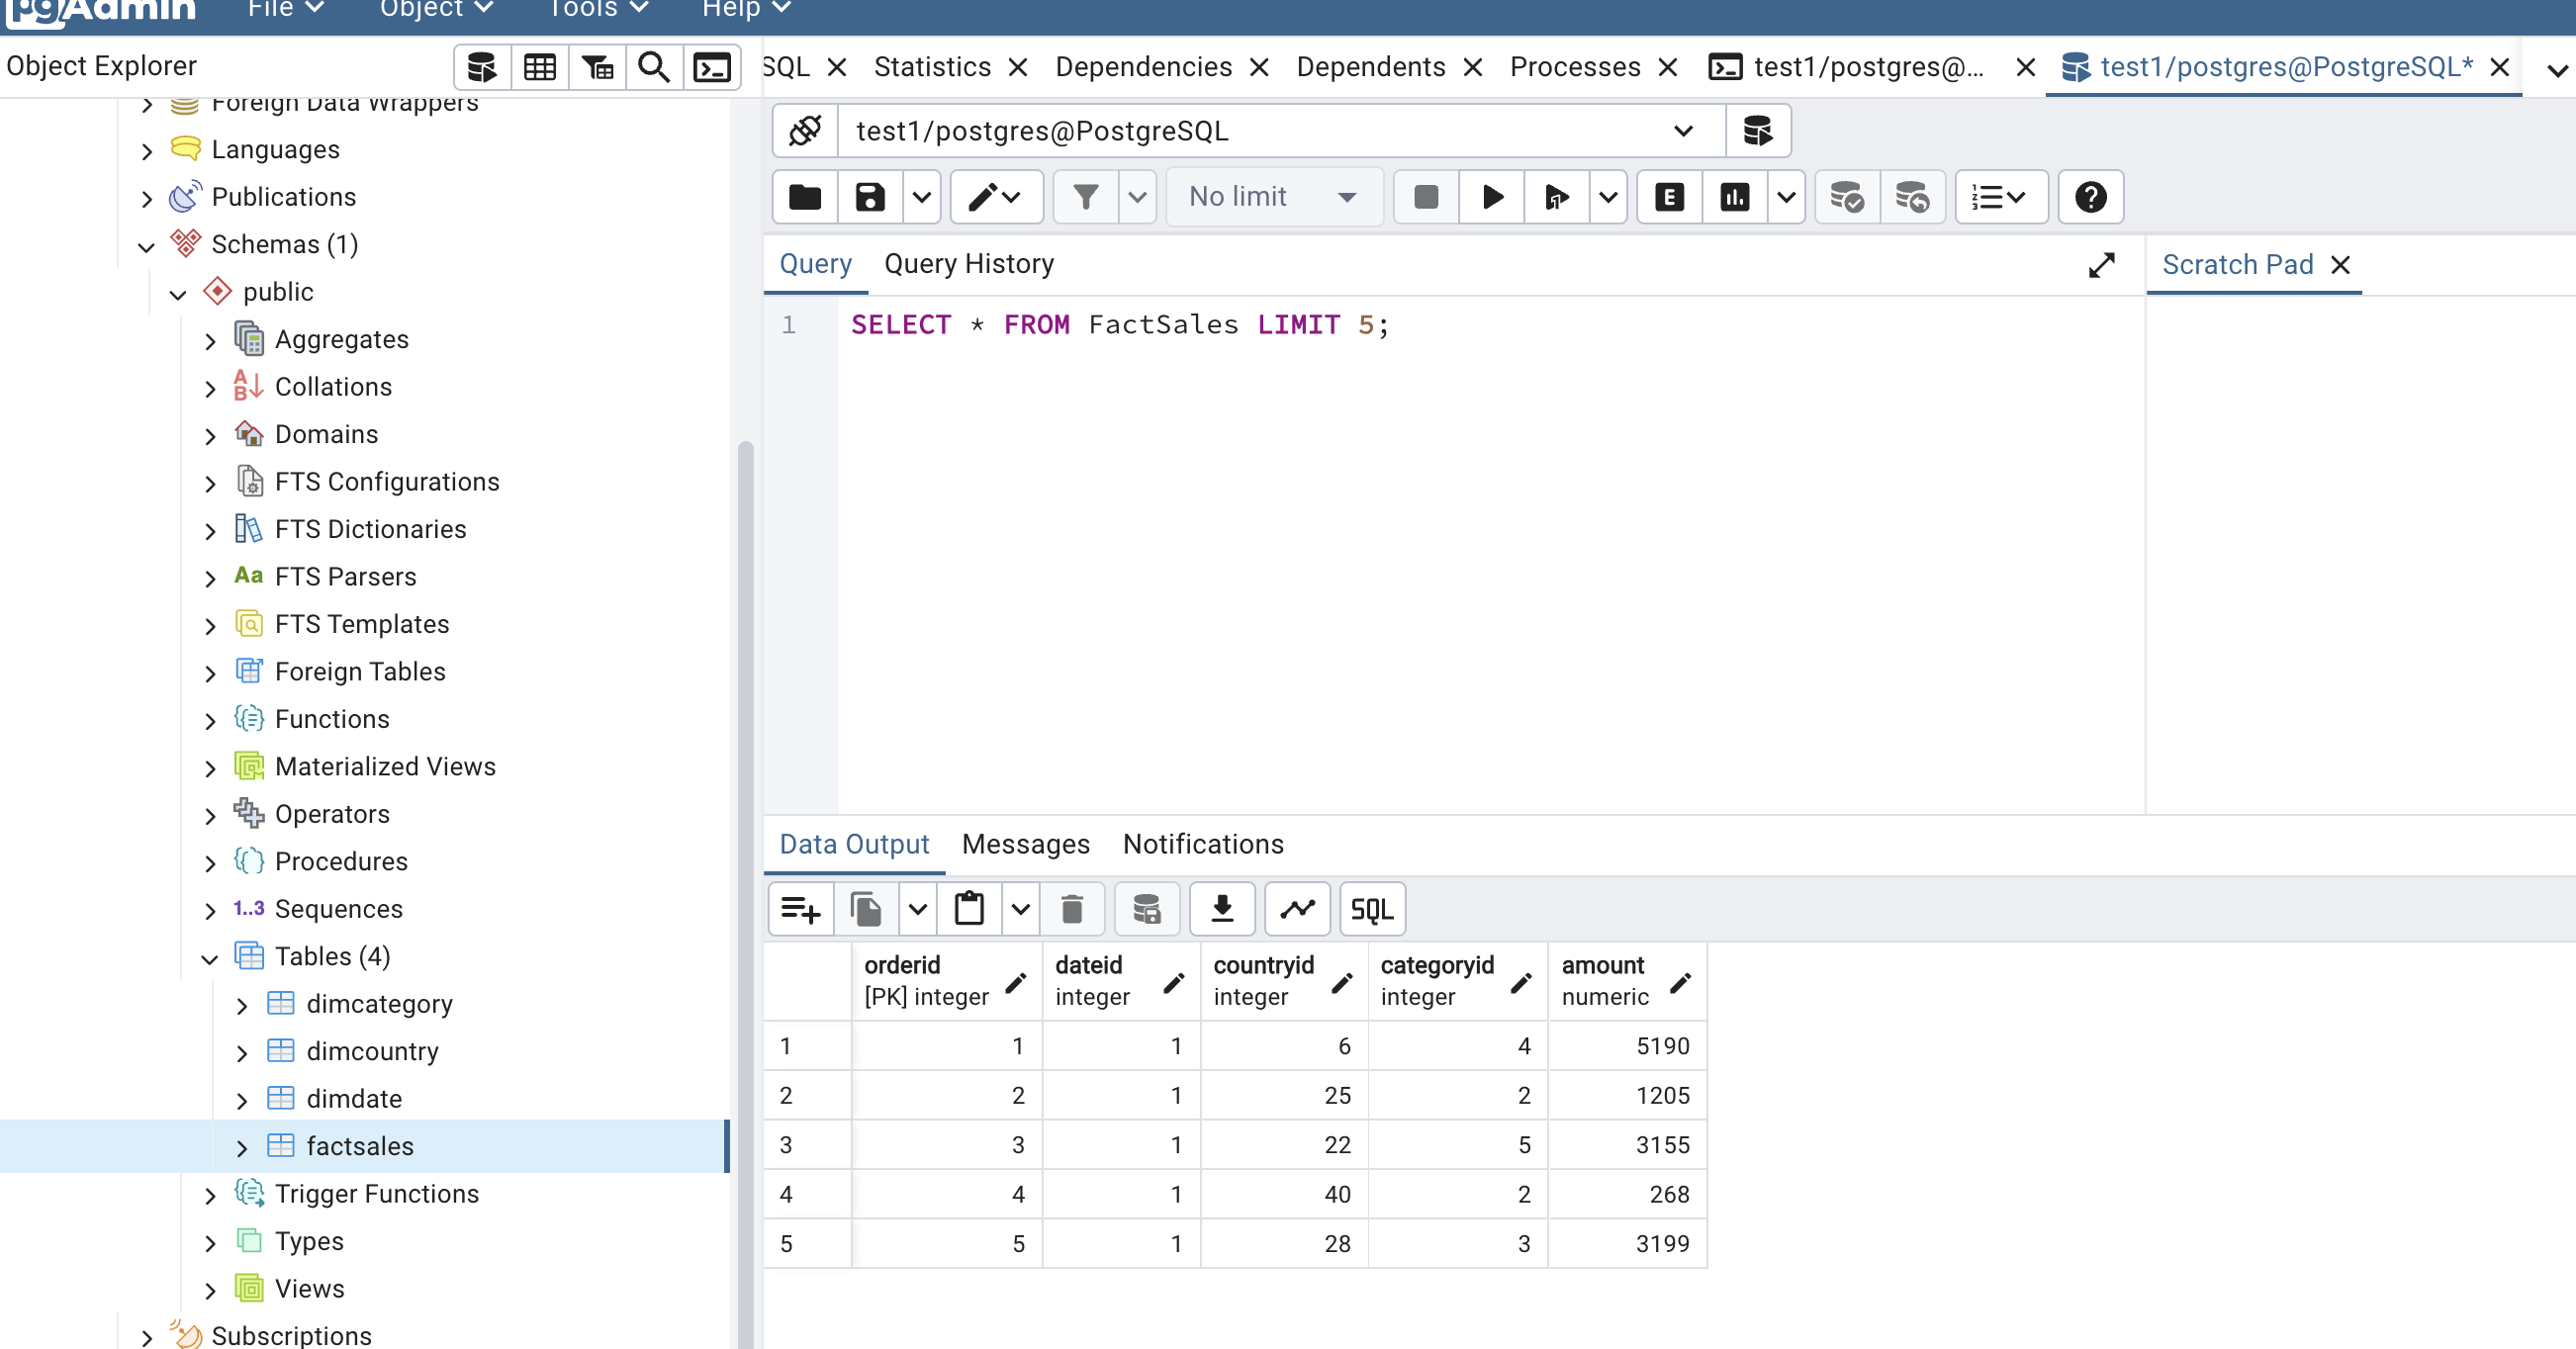 pgAdmin File Object Tools Help
Object Explorer
SQL Statistics Dependencies Dependents Processes test1/postgres@... test1/postgres@PostgreSQL*
Foreign Data Wrappers
Languages
Publications
Schemas (1)
public
Aggregates
Collations
Domains
FTS Configurations
FTS Dictionaries
Aa FTS Parsers
FTS Templates
Foreign Tables
Functions
Materialized Views
Operators
Procedures
1..3 Sequences
Tables (4)
dimcategory
dimcountry
dimdate
factsales
Trigger Functions
Types
Views
Subscriptions
test1/postgres@PostgreSQL
No limit
E
Query Query History
Scratch Pad
1 SELECT * FROM FactSales LIMIT 5;
Data Output Messages Notifications
SQL
orderid dateid countryid categoryid amount
[PK] integer integer integer integer numeric
1 1 1 6 4 5190
2 2 1 25 2 1205
3 3 1 22 5 3155
4 4 1 40 2 268
5 5 1 28 3 3199